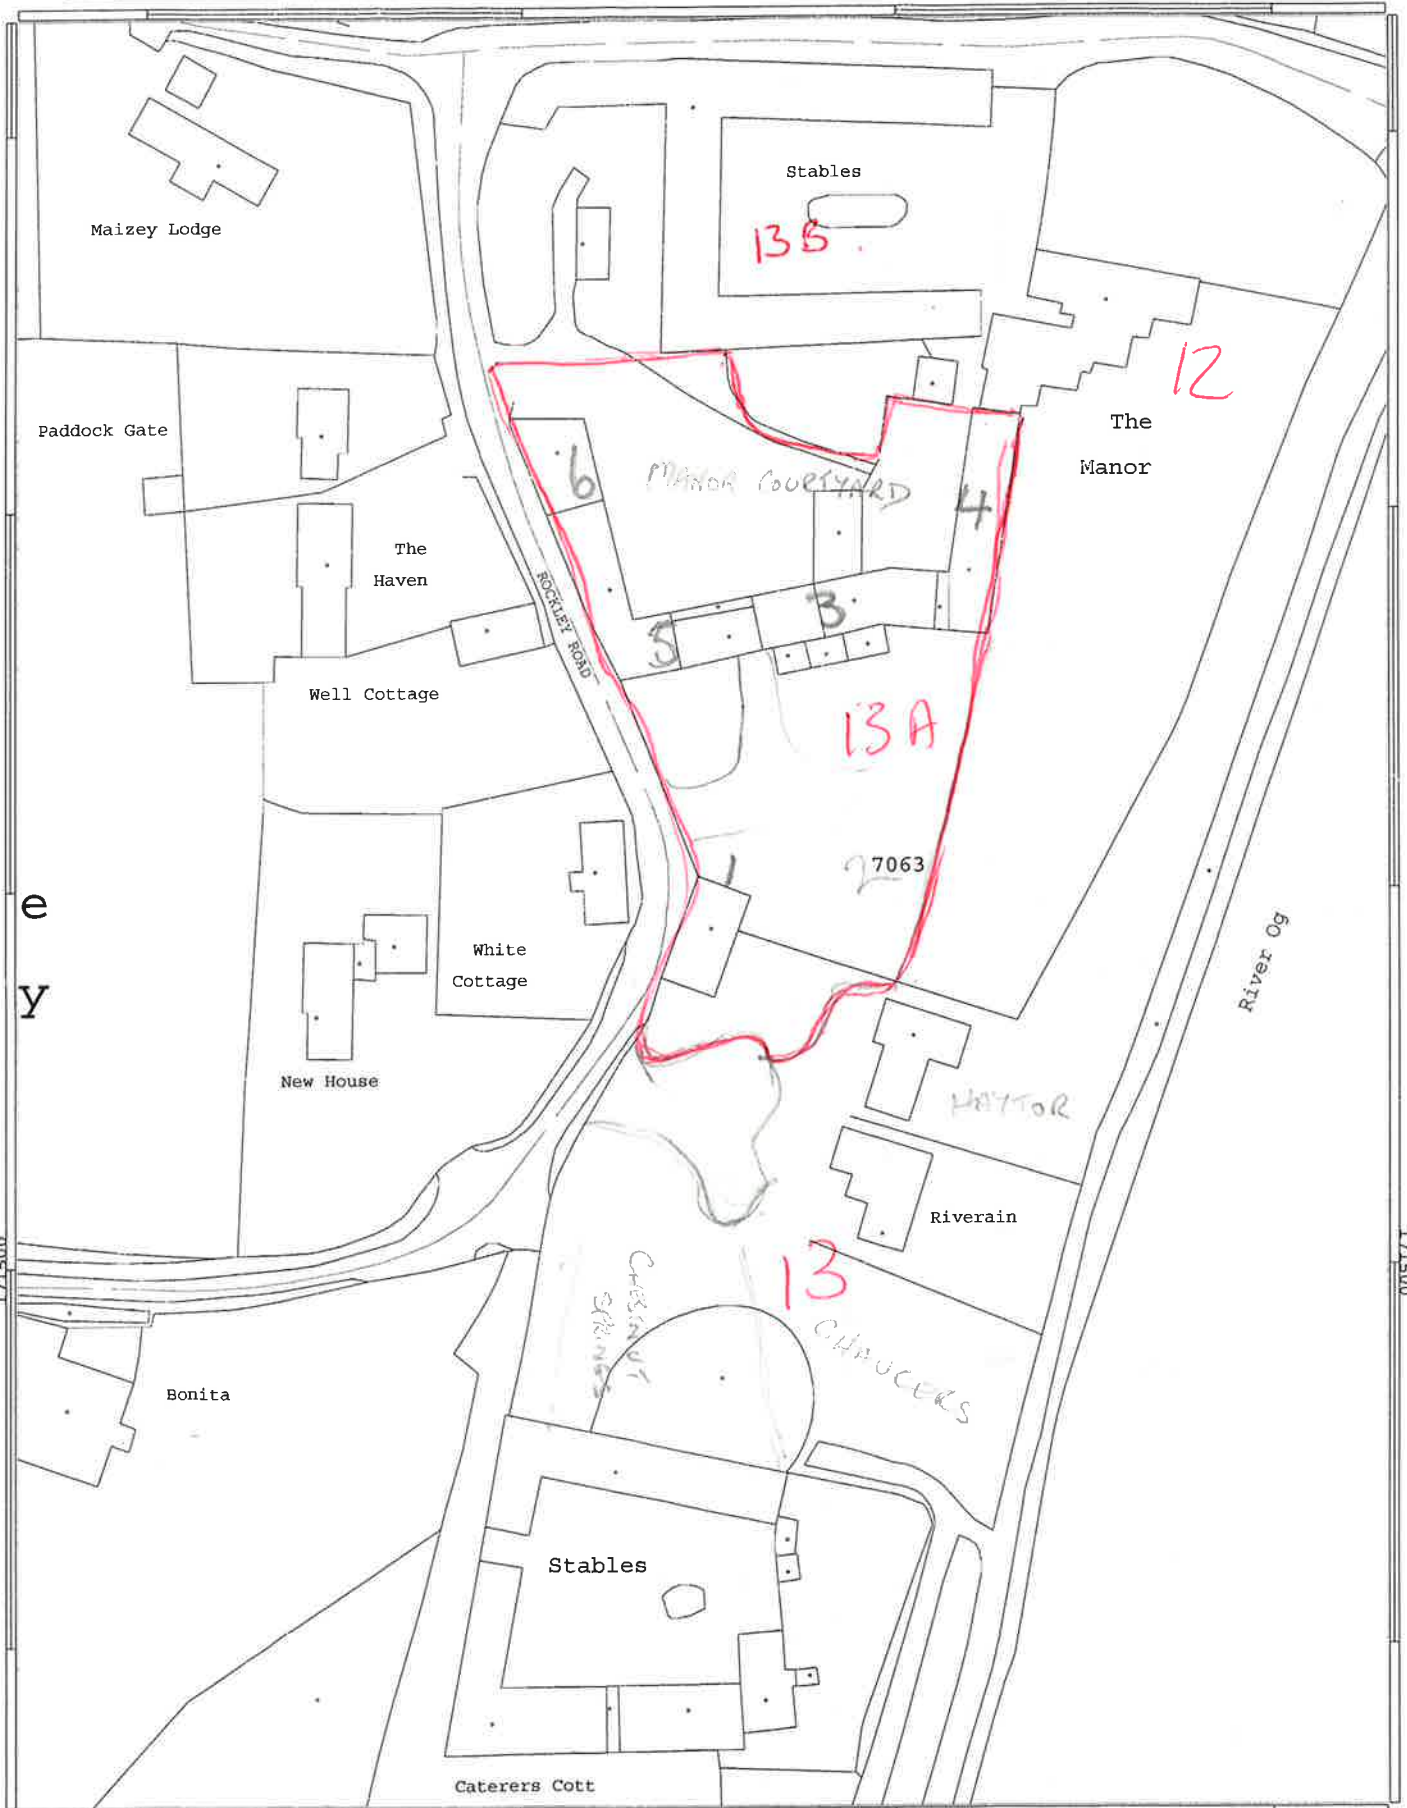 Stables
13B.
Maizey Lodge
12
The
Manor
Paddock Gate
6
MANOR COURTYARD
4
The
Haven
ROCKLEY ROAD
3
5
Well Cottage
13A
1
2
7063
e
y
White
Cottage
River Og
New House
HAYTOR
Riverain
13
CHESTNUT
SPRINGS
CHAUCERS
Bonita
Stables
Caterers Cott